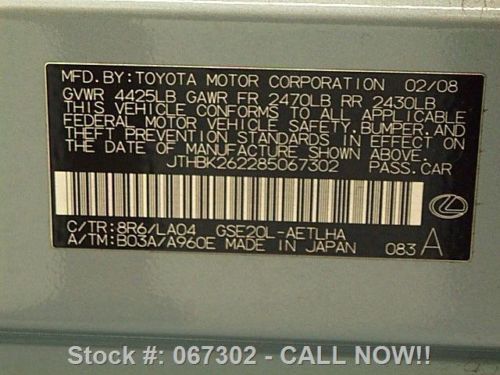 MFD.BY:TOYOTA MOTOR CORPORATION 02/08
GVWR 4425LB GAWR FR 2470LB RR 2430LB
THIS VEHICLE CONFORMS TO ALL APPLICABLE
FEDERAL MOTOR VEHICLE SAFETY,BUMPER,AND
THEFT PREVENTION STANDARDS IN EFFECT ON
THE DATE OF MANUFACTURE SHOWN ABOVE.
JTHBK262285067302 PASS.CAR
C/TR:8R6/LA04 GSE20L-AETLHA
A/TM:B03A/A960E MADE IN JAPAN 083 A
Stock #: 067302 - CALL NOW!!